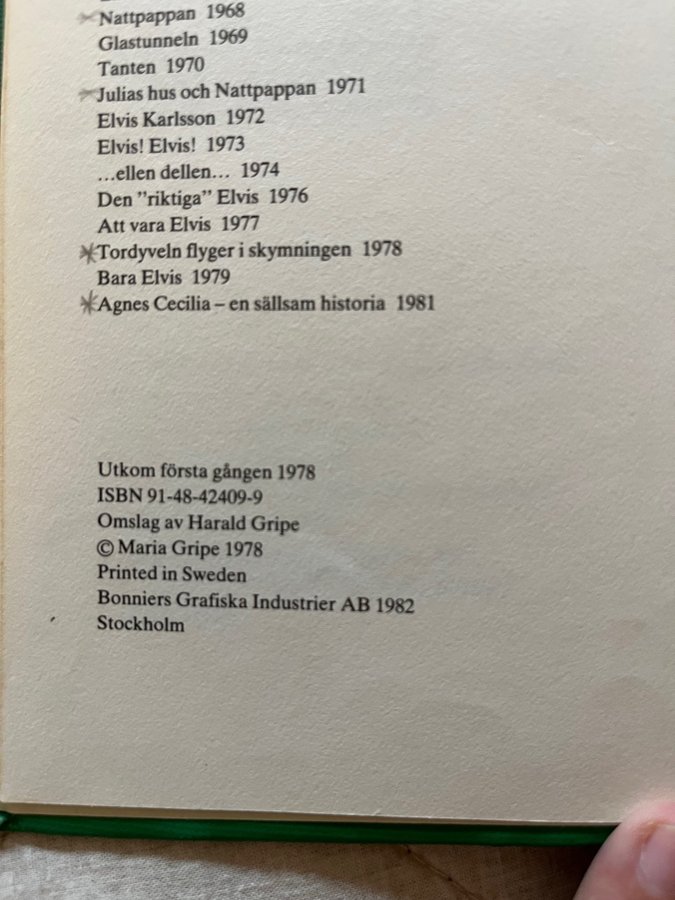 Nattpappan 1968
Glastunneln 1969
Tanten 1970
Julias hus och Nattpappan 1971
Elvis Karlsson 1972
Elvis! Elvis! 1973
...ellen dellen... 1974
Den ”riktiga” Elvis 1976
Att vara Elvis 1977
Tordyveln flyger i skymningen 1978
Bara Elvis 1979
Agnes Cecilia – en sällsam historia 1981
Utkom första gången 1978
ISBN 91-48-42409-9
Omslag av Harald Gripe
© Maria Gripe 1978
Printed in Sweden
Bonniers Grafiska Industrier AB 1982
Stockholm